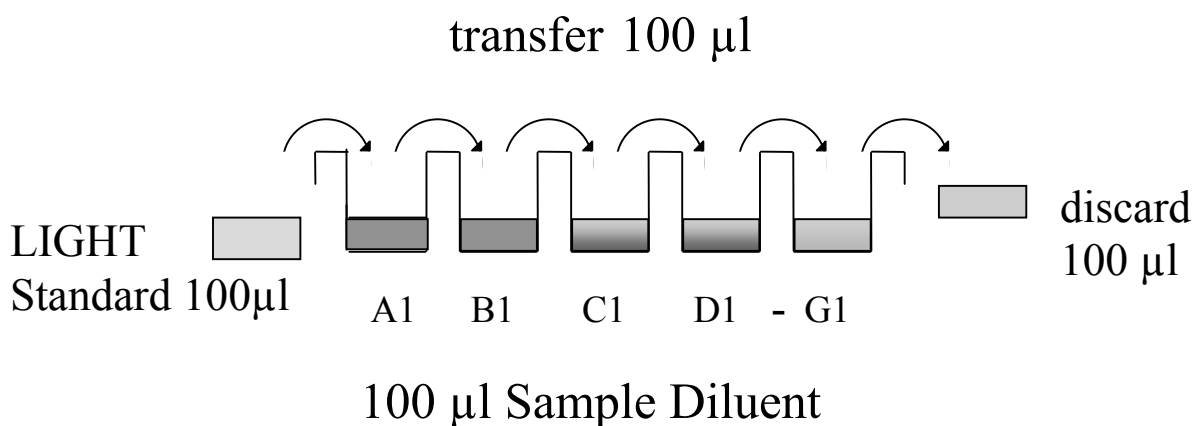 transfer 100 µl
LIGHT
Standard 100µl
discard
100 µl
A1 B1 C1 D1 - G1
100 µl Sample Diluent